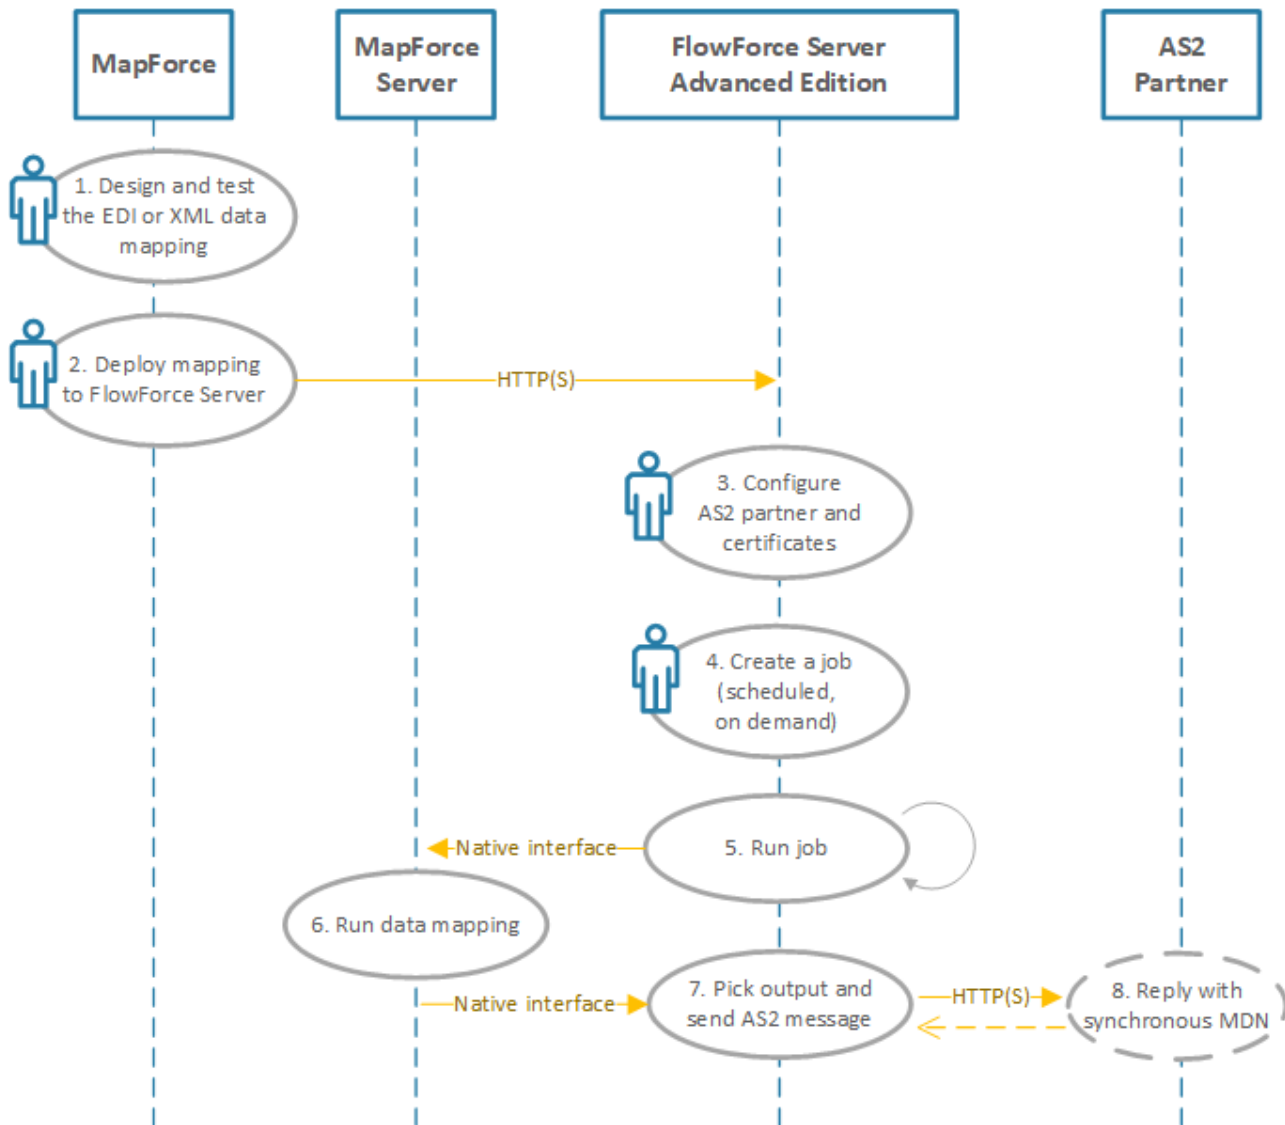 MapForce
MapForce
Server
FlowForce Server
Advanced Edition
AS2
Partner
1. Design and test
the EDI or XML data
mapping
2. Deploy mapping
to FlowForce Server
HTTP(S)
3. Configure
AS2 partner and
certificates
4. Create a job
(scheduled,
on demand)
Native interface
5. Run job
6. Run data mapping
Native interface
7. Pick output and
send AS2 message
HTTP(S)
8. Reply with
synchronous MDN